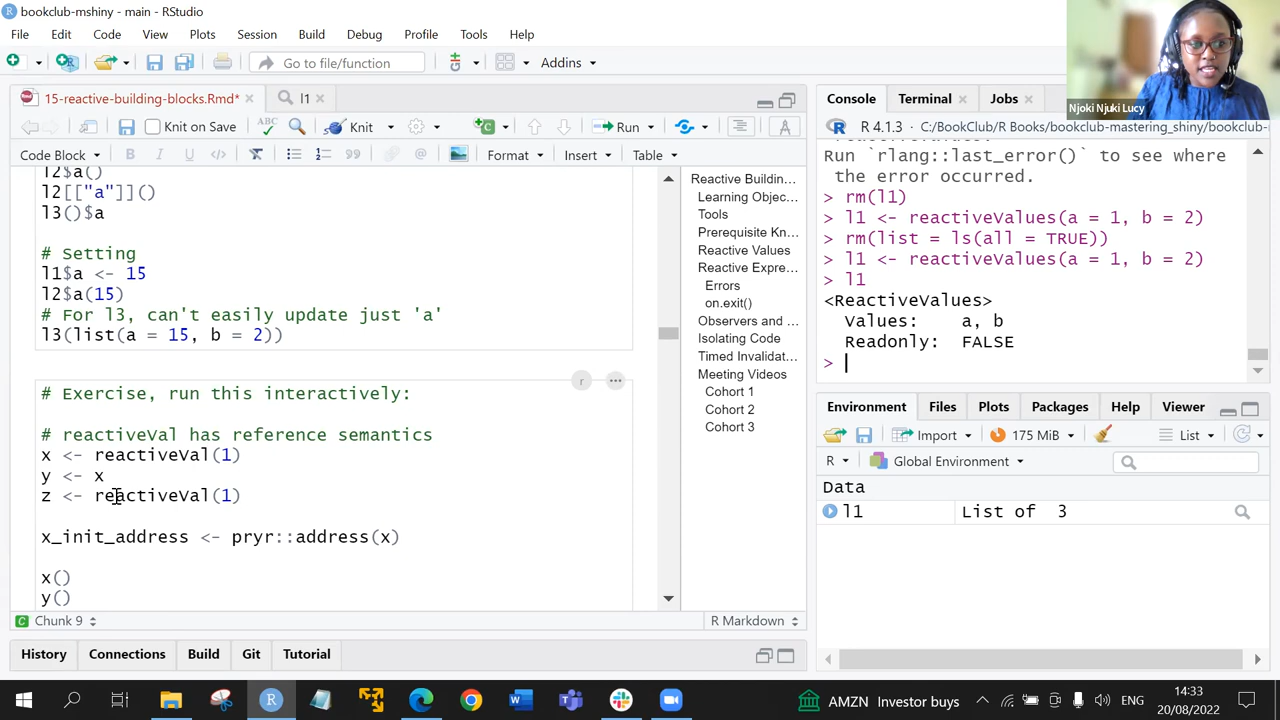 bookclub-mshiny - main - RStudio
File Edit Code View Plots Session Build Debug Profile Tools Help
Go to file/function Addins
15-reactive-building-blocks.Rmd* l1
Knit on Save Knit Run
Code Block B I Format Insert Table
l2$a()
l2[["a"]]()
l3()$a
# Setting
l1$a <- 15
l2$a(15)
# For l3, can't easily update just 'a'
l3(list(a = 15, b = 2))
# Exercise, run this interactively:
# reactiveVal has reference semantics
x <- reactiveVal(1)
y <- x
z <- reactiveVal(1)
x_init_address <- pryr::address(x)
x()
y()
Chunk 9 R Markdown
Reactive Buildin...
Learning Objec...
Tools
Prerequisite Kn...
Reactive Values
Reactive Expre...
Errors
on.exit()
Observers and ...
Isolating Code
Timed Invalidat...
Meeting Videos
Cohort 1
Cohort 2
Cohort 3
History Connections Build Git Tutorial
Njoki Njuki Lucy
Console Terminal Jobs
R 4.1.3 · C:/BookClub/R Books/bookclub-mastering_shiny/bookclub-
Run `rlang::last_error()` to see where
the error occurred.
> rm(l1)
> l1 <- reactiveValues(a = 1, b = 2)
> rm(list = ls(all = TRUE))
> l1 <- reactiveValues(a = 1, b = 2)
> l1
<ReactiveValues>
Values: a, b
Readonly: FALSE
>
Environment Files Plots Packages Help Viewer
Import 175 MiB List
R Global Environment
Data
l1 List of 3
AMZN Investor buys ENG 14:33
20/08/2022